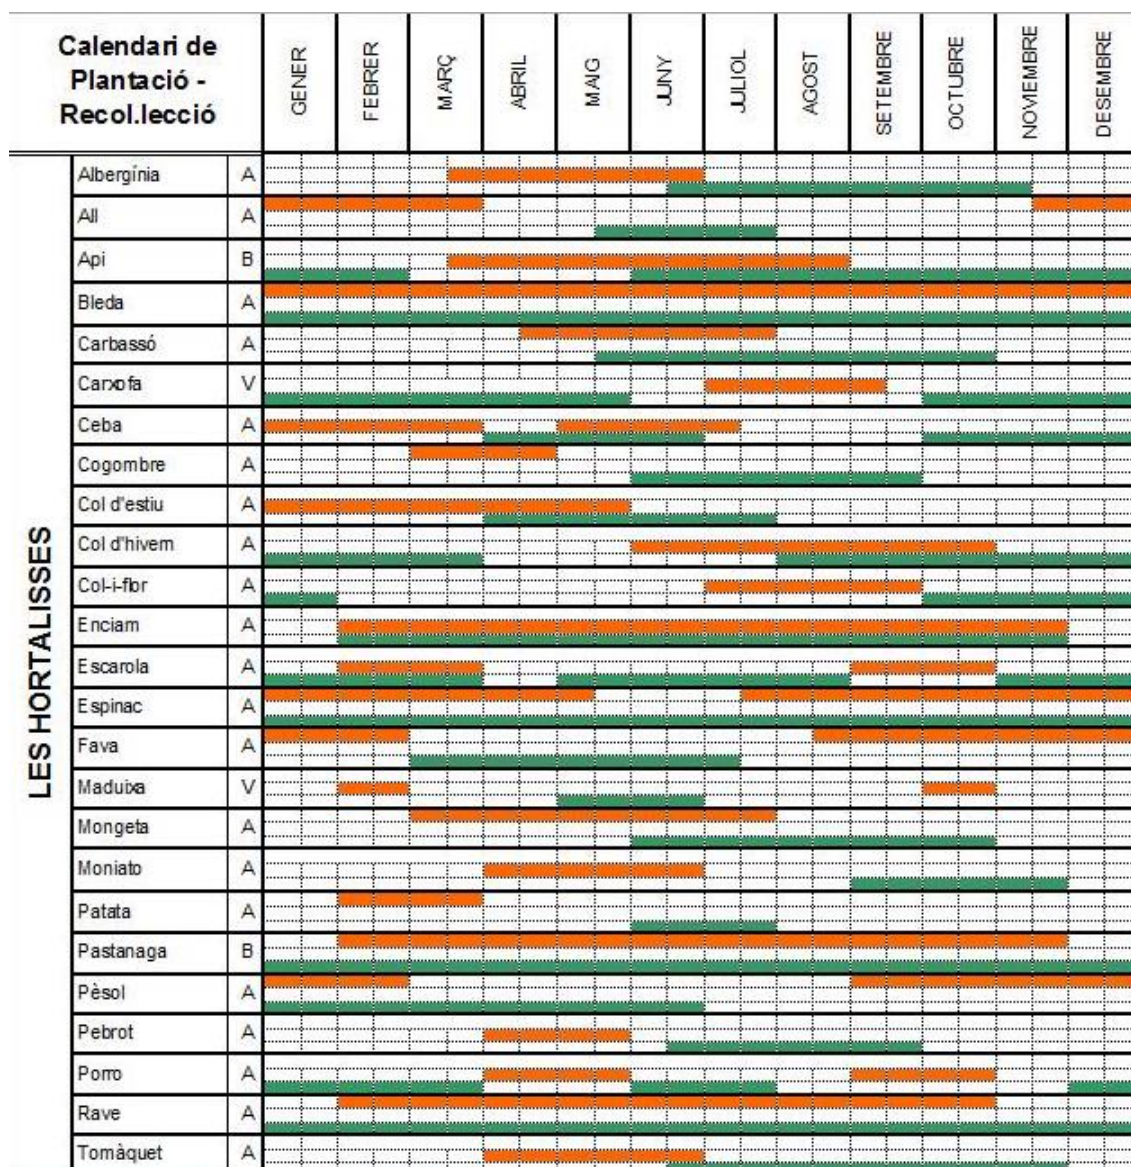 Calendari de
Plantació -
Recol.lecció
GENER
FEBRER
MARÇ
ABRIL
MAIG
JUNY
JULIOL
AGOST
SETEMBRE
OCTUBRE
NOVIEMBRE
DESEMBRE
LES HORTALISSES
Albergínia A
All A
Api B
Bleda A
Carbassó A
Carxofa V
Ceba A
Cogombre A
Col d'estiu A
Col d'hivern A
Col-i-flor A
Enciam A
Escarola A
Espinac A
Fava A
Maduixa V
Mongeta A
Moniato A
Patata A
Pastanaga B
Pèsol A
Pebrot A
Porro A
Rave A
Tomàquet A